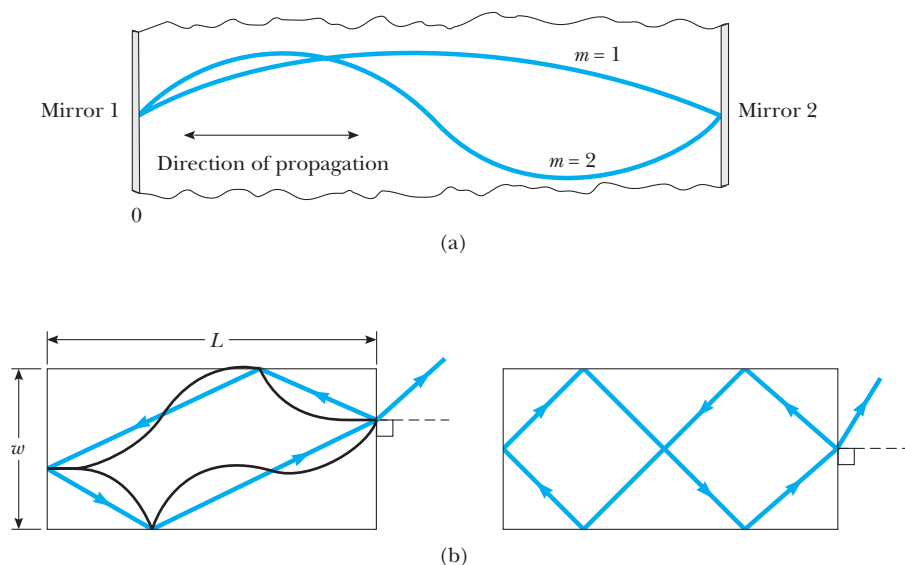 m = 1
Mirror 1
Mirror 2
Direction of propagation
m = 2
0
(a)
L
w
(b)